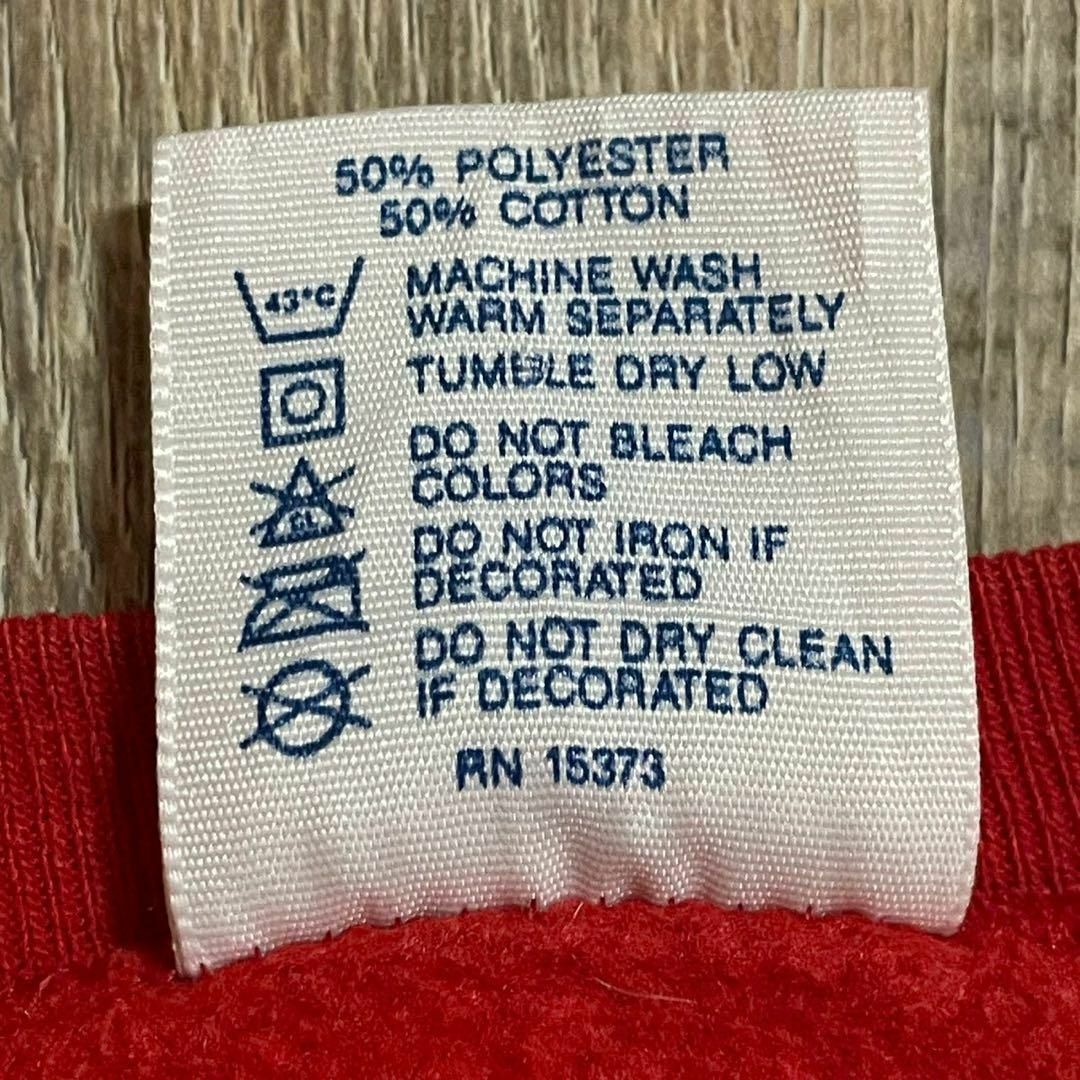 50% POLYESTER
50% COTTON
43°C
MACHINE WASH
WARM SEPARATELY
TUMBLE DRY LOW
DO NOT BLEACH
COLORS
CL
DO NOT IRON IF
DECORATED
DO NOT DRY CLEAN
IF DECORATED
RN 15373